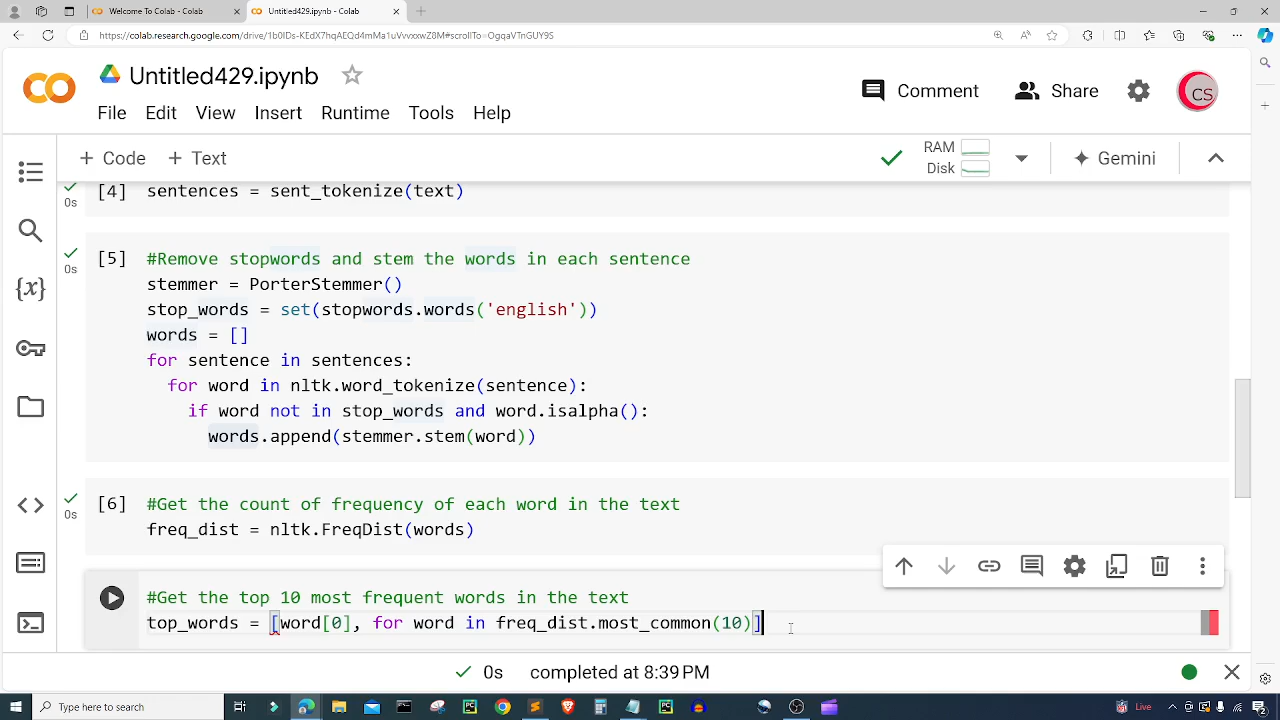 Welcome To Colab - Colab
Untitled429.ipynb - Colab
Untitled429.ipynb
CS
Comment
Share
File Edit View Insert Runtime Tools Help
+ Code + Text
RAM
Disk
Gemini
[4] sentences = sent_tokenize(text)
0s
[5] #Remove stopwords and stem the words in each sentence
0s
stemmer = PorterStemmer()
stop_words = set(stopwords.words('english'))
words = []
for sentence in sentences:
for word in nltk.word_tokenize(sentence):
if word not in stop_words and word.isalpha():
words.append(stemmer.stem(word))
[6] #Get the count of frequency of each word in the text
0s
freq_dist = nltk.FreqDist(words)
#Get the top 10 most frequent words in the text
top_words = [word[0], for word in freq_dist.most_common(10)]
0s completed at 8:39 PM
Type here to search
Live